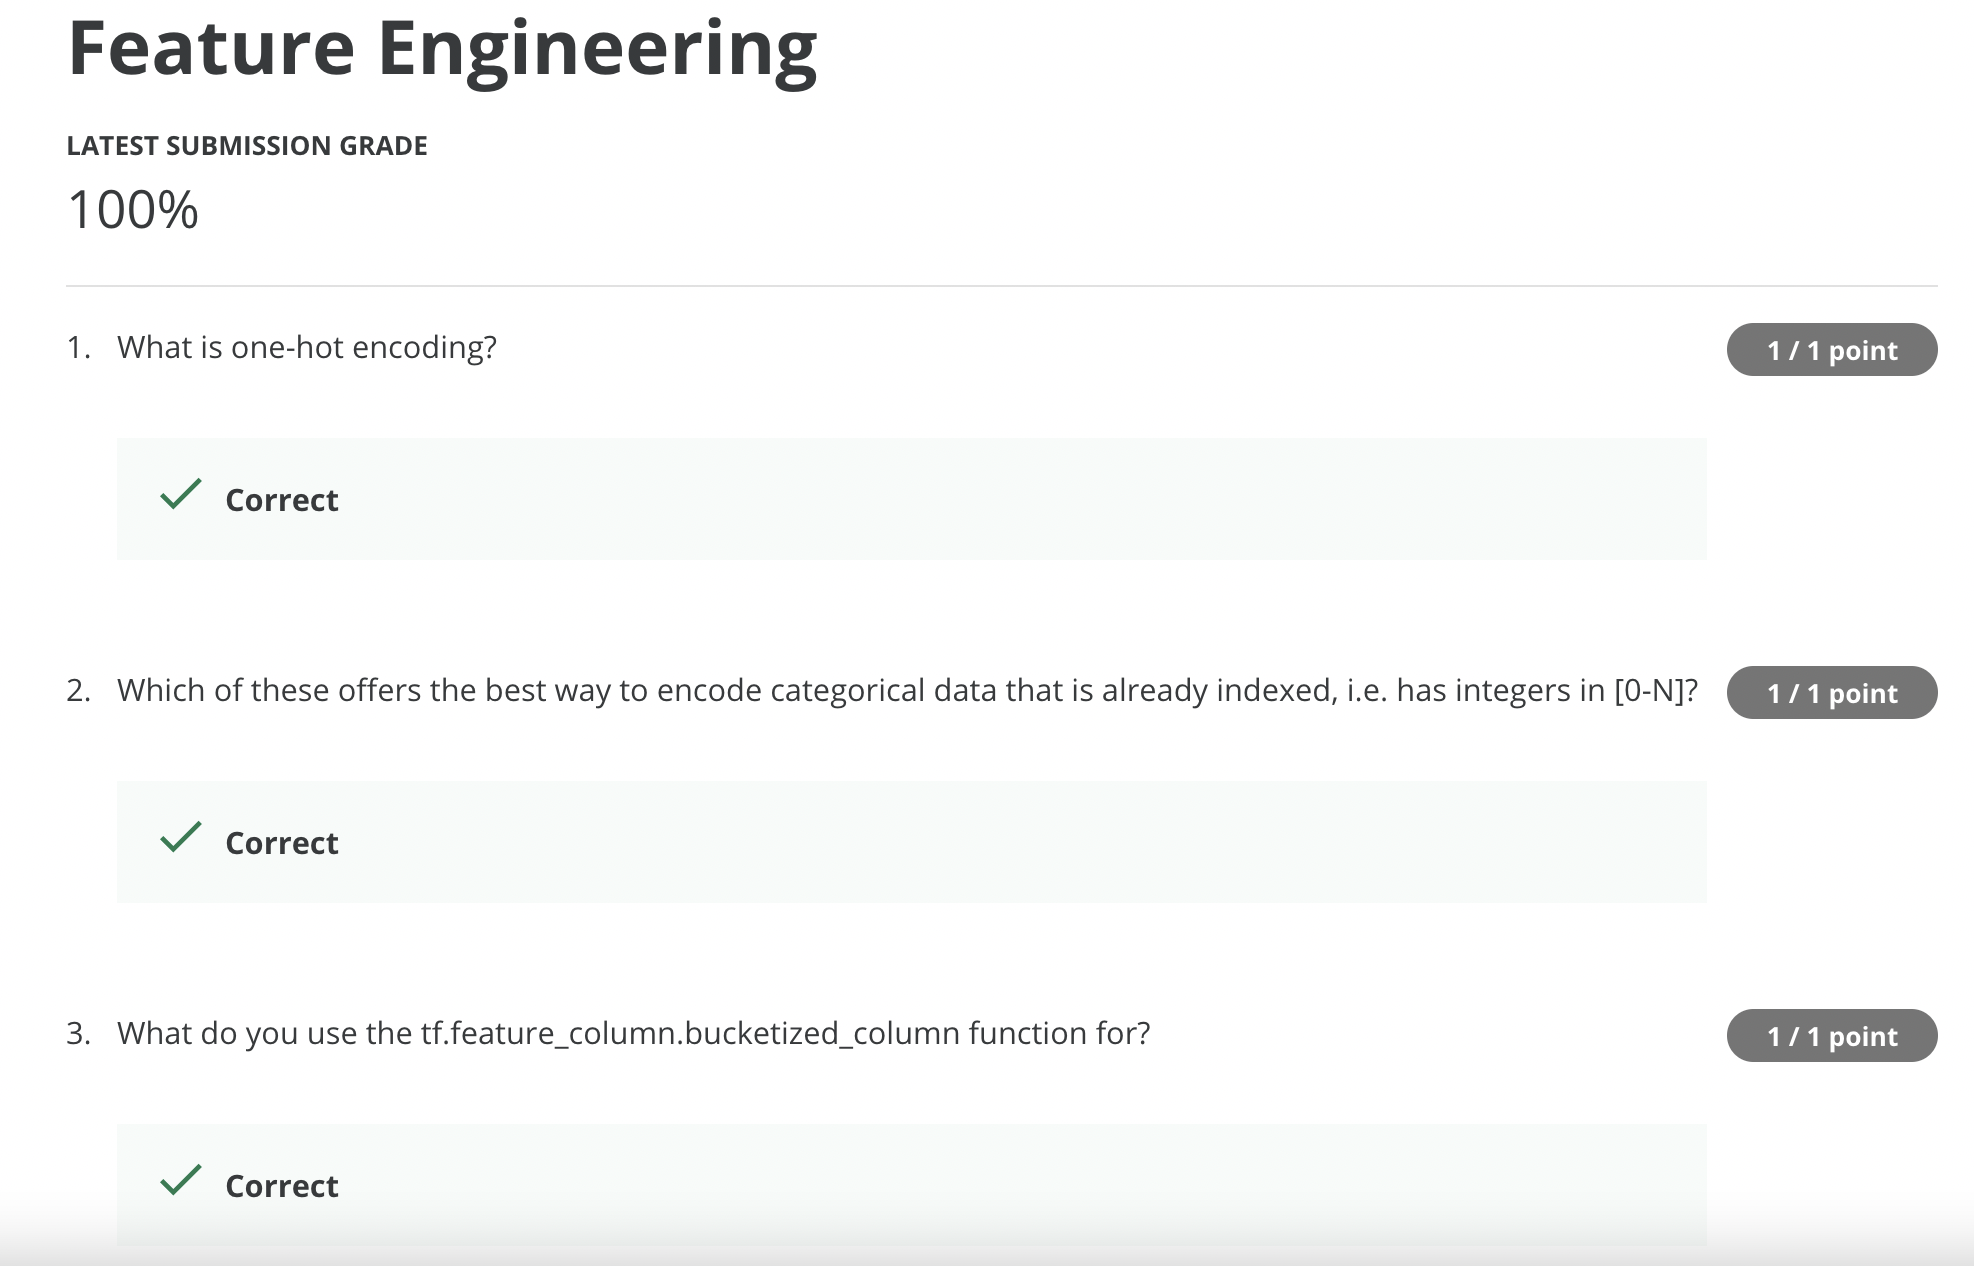 Feature Engineering
LATEST SUBMISSION GRADE
100%
1. What is one-hot encoding?
1 / 1 point
Correct
2. Which of these offers the best way to encode categorical data that is already indexed, i.e. has integers in [0-N]?
1 / 1 point
Correct
3. What do you use the tf.feature_column.bucketized_column function for?
1 / 1 point
Correct